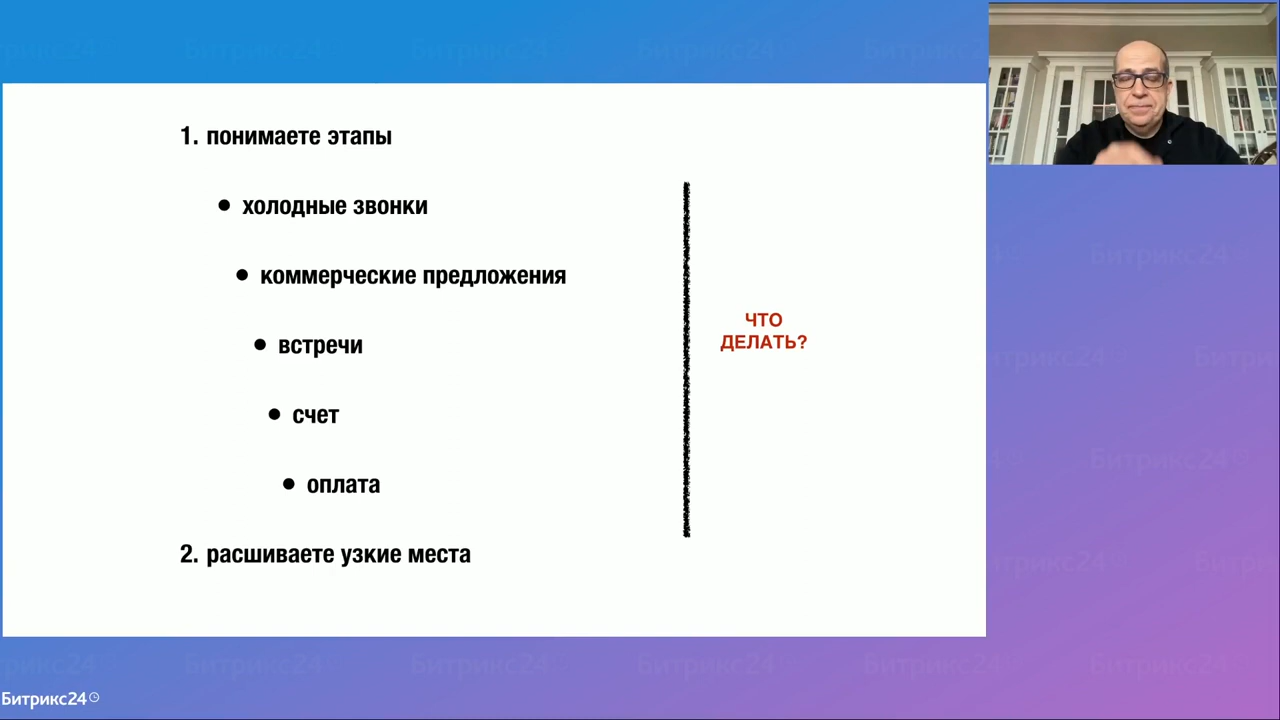 1. понимаете этапы
• холодные звонки
• коммерческие предложения
• встречи
• счет
• оплата
2. расшиваете узкие места
ЧТО
ДЕЛАТЬ?
Битрикс24